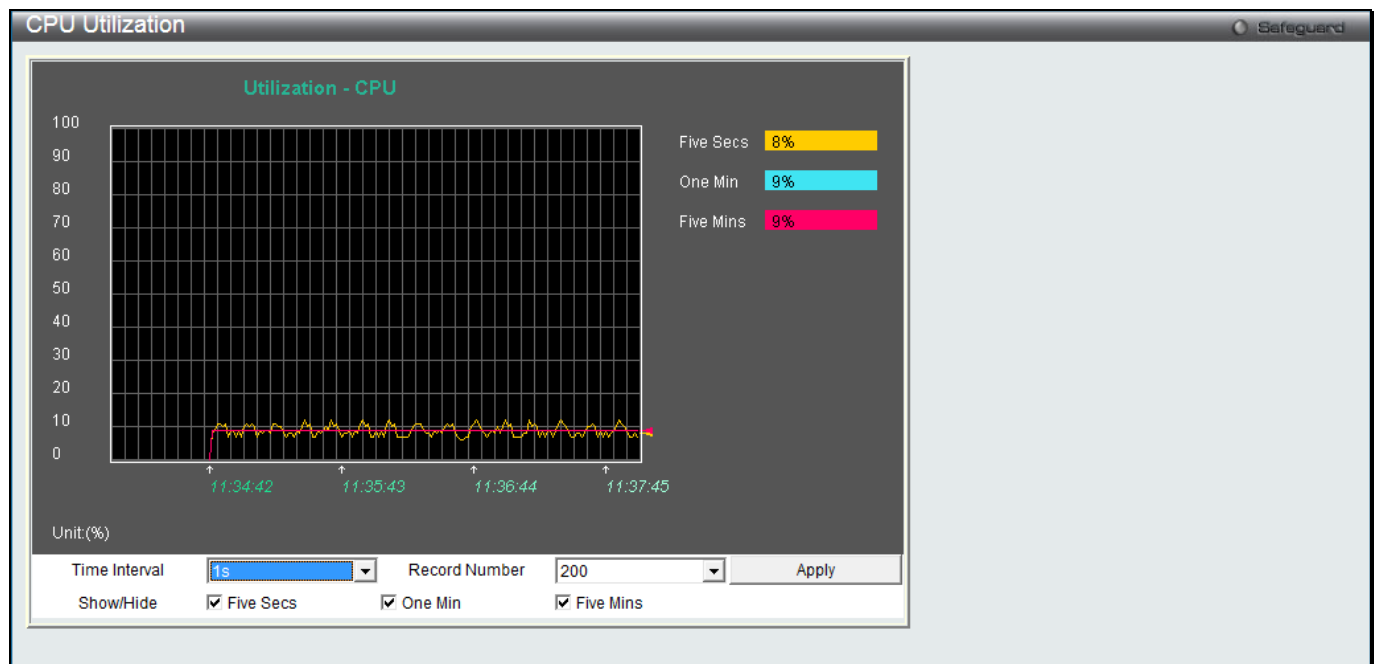 CPU Utilization
Safeguard
Utilization - CPU
100
90
80
70
60
50
40
30
20
10
0
Five Secs 8%
One Min 9%
Five Mins 9%
11:34:42 11:35:43 11:36:44 11:37:45
Unit:(%)
Time Interval 1s Record Number 200 Apply
Show/Hide Five Secs One Min Five Mins